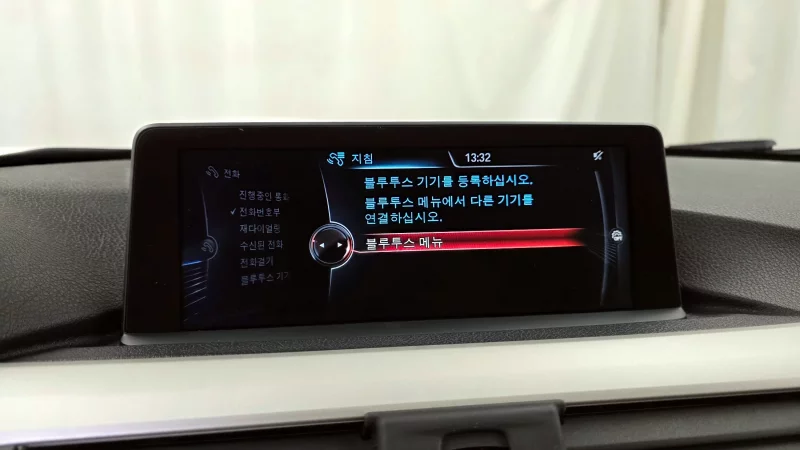 지침
13:32
전화
진행중인 통화
전화번호부
재다이얼링
수신된 전화
전화걸기
블루투스 기기
블루투스 기기를 등록하십시오.
블루투스 메뉴에서 다른 기기를
연결하십시오.
블루투스 메뉴